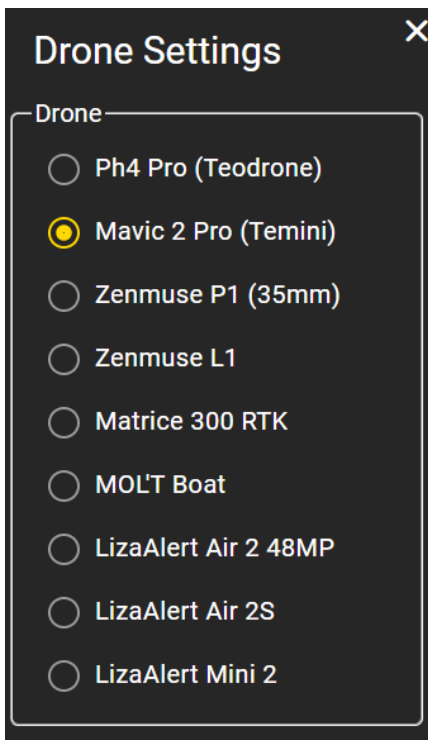 Drone Settings
Drone
Ph4 Pro (Teodrone)
Mavic 2 Pro (Temini)
Zenmuse P1 (35mm)
Zenmuse L1
Matrice 300 RTK
MOL'T Boat
LizaAlert Air 2 48MP
LizaAlert Air 2S
LizaAlert Mini 2